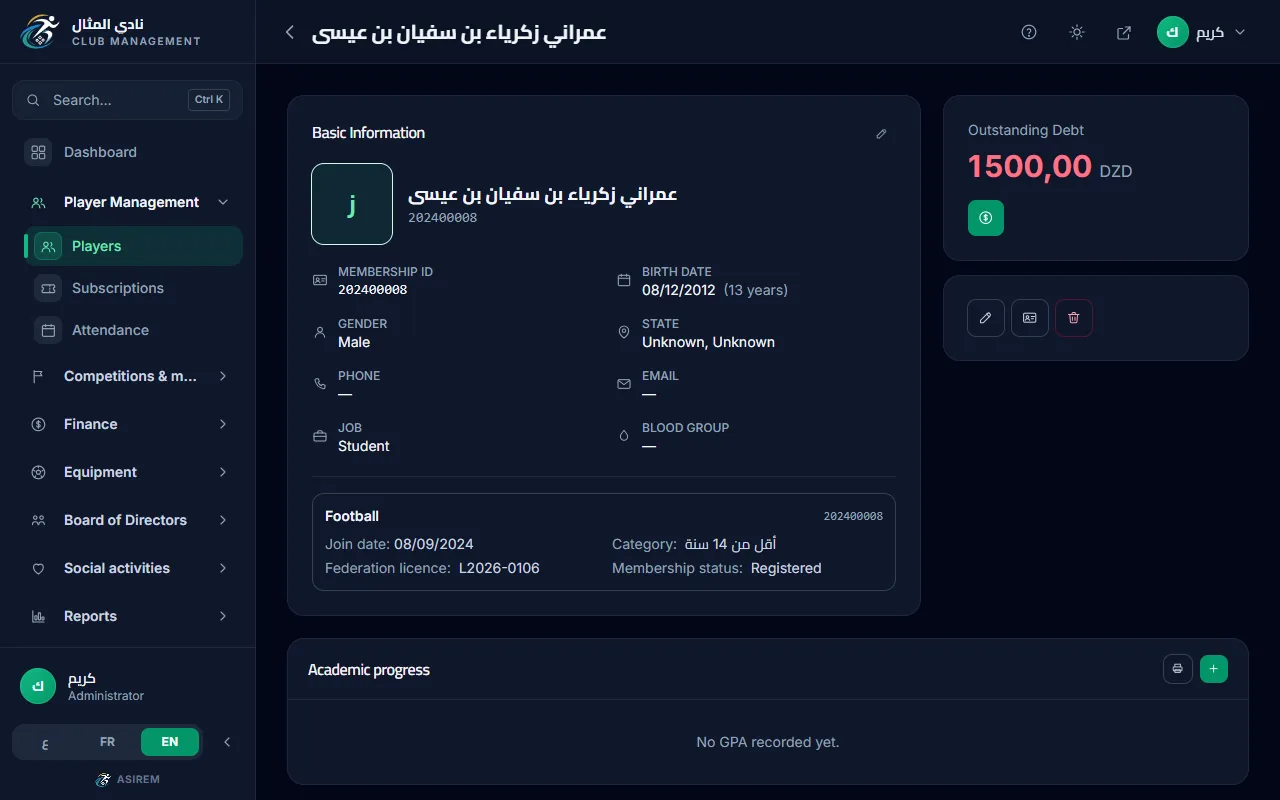 نادي المثال
CLUB MANAGEMENT
Search...
Ctrl K
Dashboard
Player Management
Players
Subscriptions
Attendance
Competitions & m...
Finance
Equipment
Board of Directors
Social activities
Reports
ك
كريم
Administrator
ع
FR
EN
ASIREM
عمراني زكرياء بن سفيان بن عيسى
ك
كريم
Basic Information
ز
عمراني زكرياء بن سفيان بن عيسى
202400008
MEMBERSHIP ID
202400008
BIRTH DATE
08/12/2012 (13 years)
GENDER
Male
STATE
Unknown, Unknown
PHONE
—
EMAIL
—
JOB
Student
BLOOD GROUP
—
Football
202400008
Join date: 08/09/2024
Category: أقل من 14 سنة
Federation licence: L2026-0106
Membership status: Registered
Outstanding Debt
1500,00 DZD
Academic progress
No GPA recorded yet.